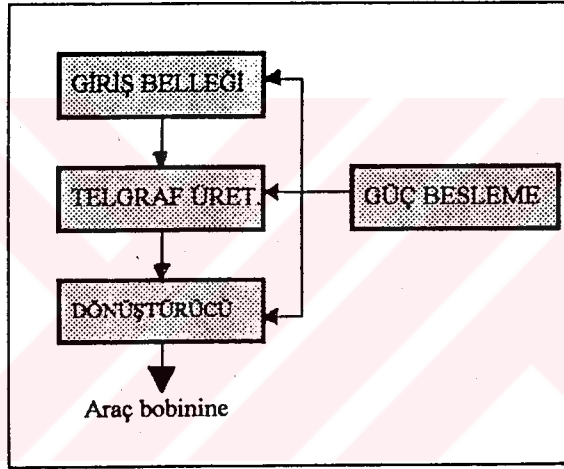 GİRİŞ BELLEĞİ
TELGRAF ÜRET.
GÜÇ BESLEME
DÖNÜŞTÜRÜCÜ
Araç bobinine